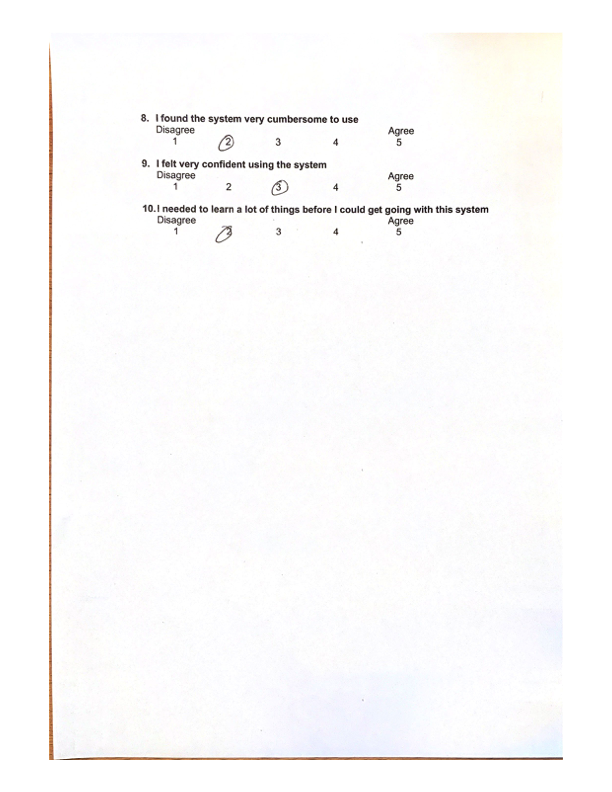 8. I found the system very cumbersome to use
Disagree Agree
1 2 3 4 5
9. I felt very confident using the system
Disagree Agree
1 2 3 4 5
10.I needed to learn a lot of things before I could get going with this system
Disagree Agree
1 2 3 4 5